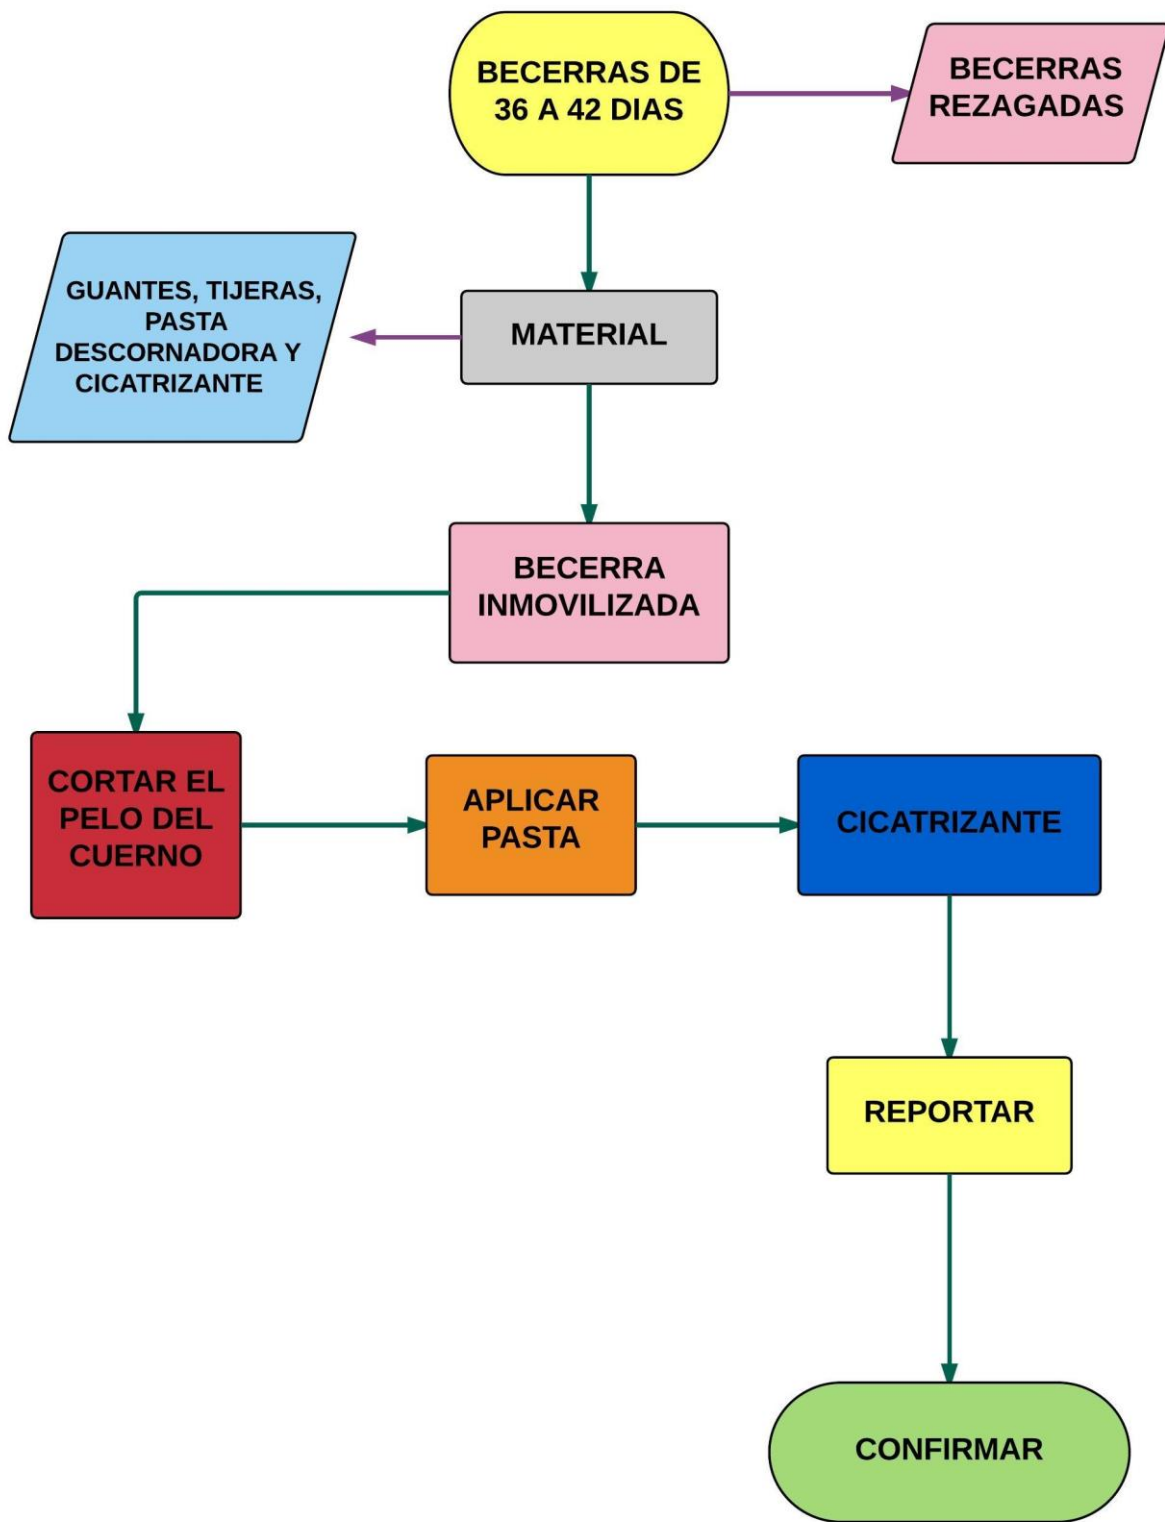 BECERRAS DE
36 A 42 DIAS
BECERRAS
REZAGADAS
GUANTES, TIJERAS,
PASTA
DESCORNADORA Y
CICATRIZANTE
MATERIAL
BECERRA
INMOVILIZADA
CORTAR EL
PELO DEL
CUERNO
APLICAR
PASTA
CICATRIZANTE
REPORTAR
CONFIRMAR